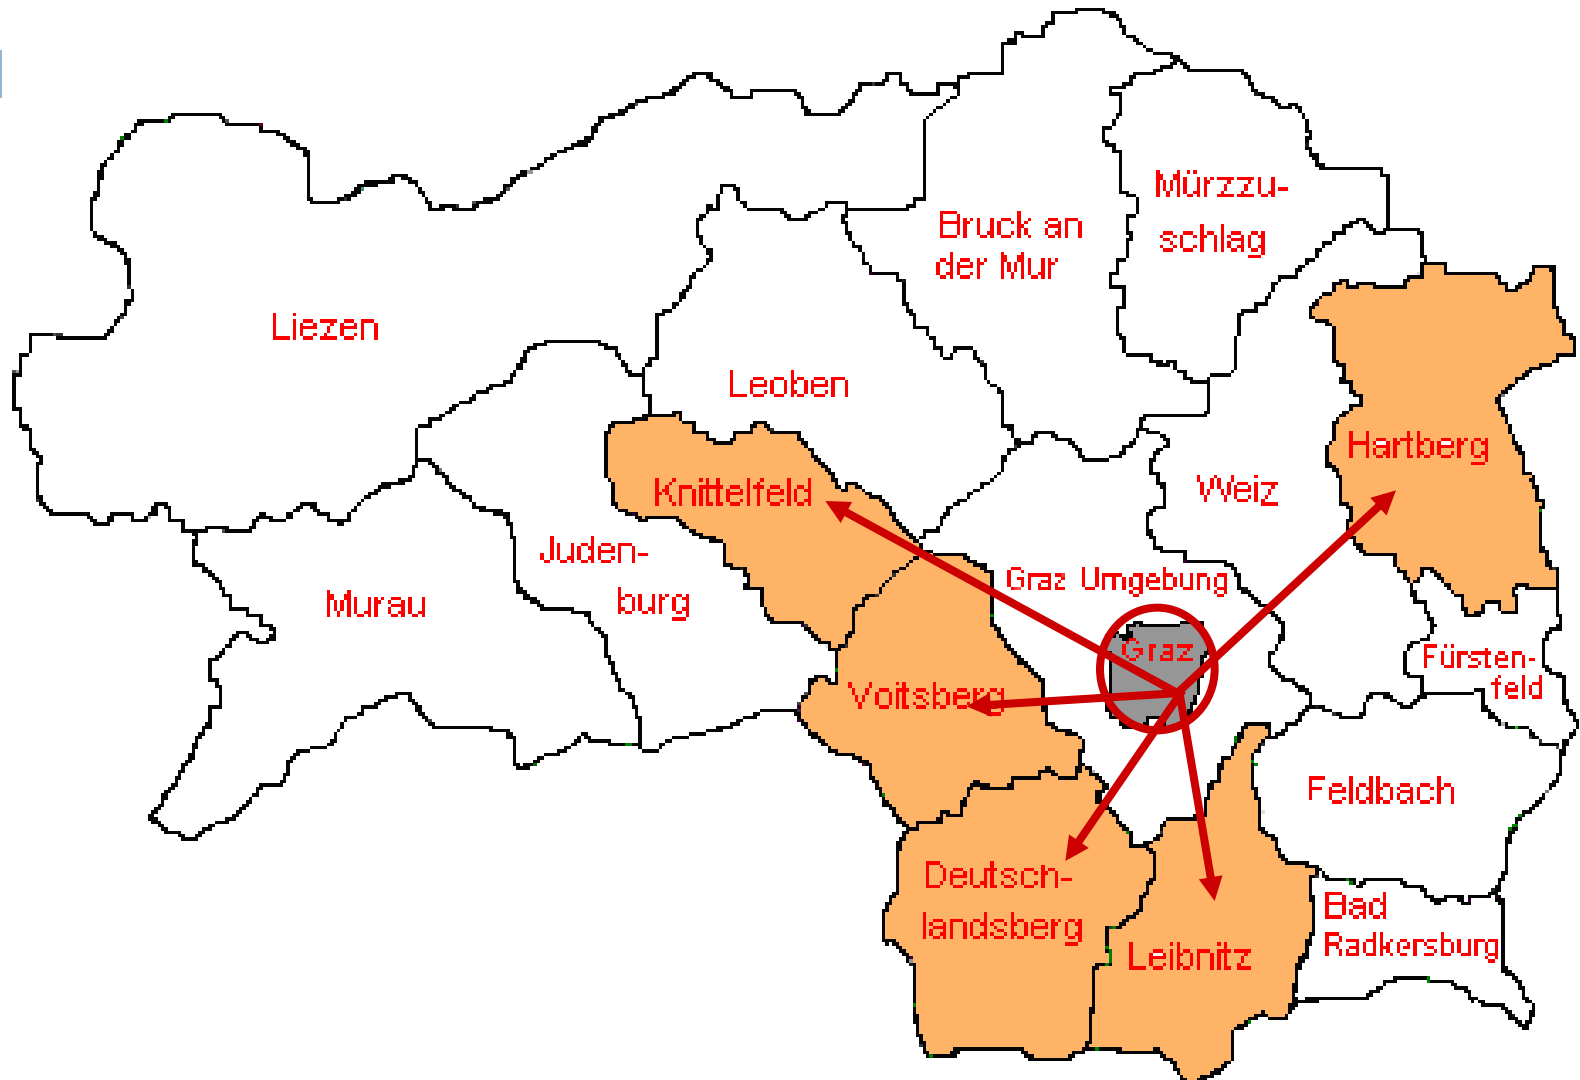 Mürzzu-
schlag
Bruck an
der Mur
Liezen
Leoben
Hartberg
Knittelfeld
Weiz
Juden-
burg
Graz Umgebung
Murau
Graz
Fürsten-
feld
Voitsberg
Feldbach
Deutsch-
landsberg
Bad
Radkersburg
Leibnitz